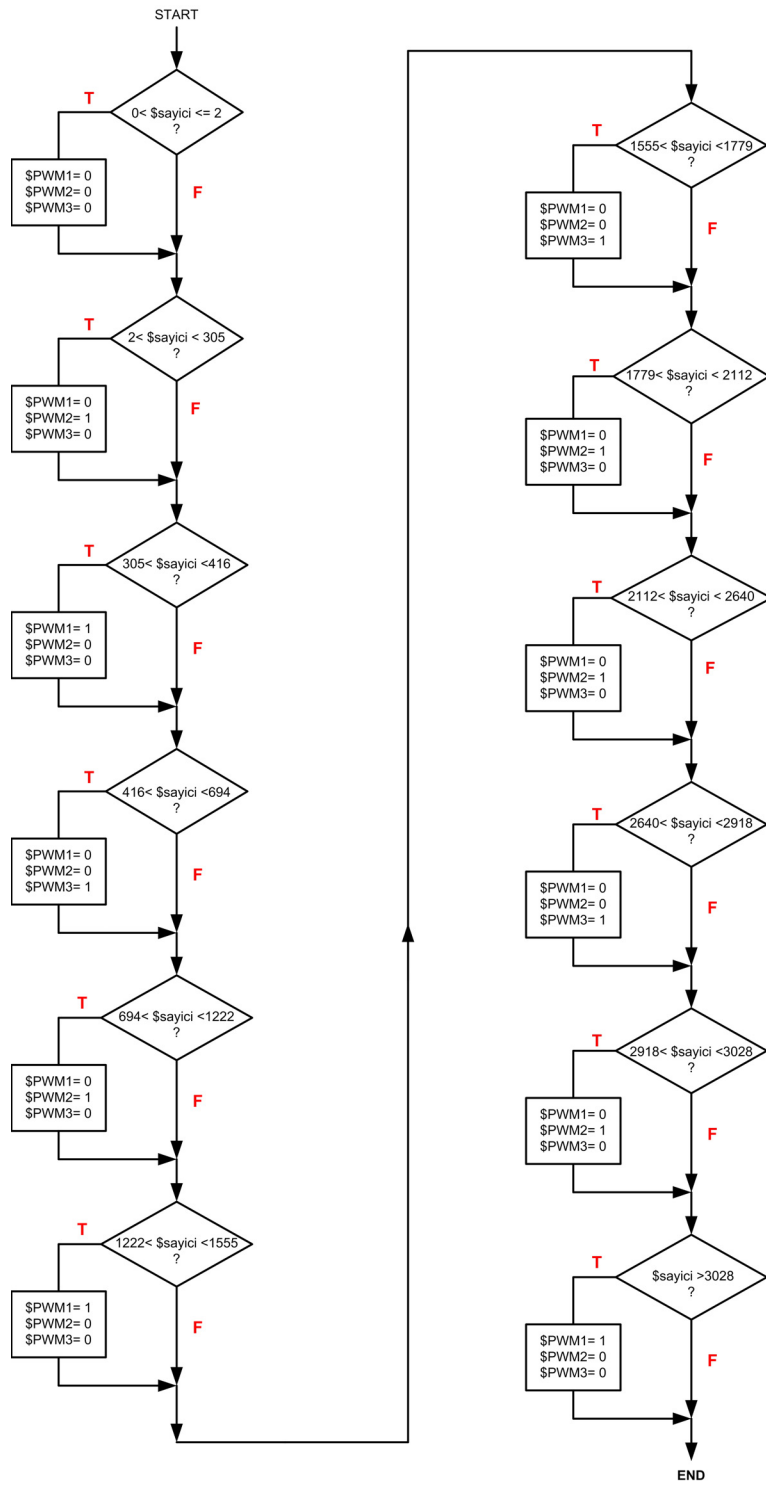 START
0< $sayici <= 2
?
T
F
$PWM1= 0
$PWM2= 0
$PWM3= 0
2< $sayici < 305
?
T
F
$PWM1= 0
$PWM2= 1
$PWM3= 0
305< $sayici <416
?
T
F
$PWM1= 1
$PWM2= 0
$PWM3= 0
416< $sayici <694
?
T
F
$PWM1= 0
$PWM2= 0
$PWM3= 1
694< $sayici <1222
?
T
F
$PWM1= 0
$PWM2= 1
$PWM3= 0
1222< $sayici <1555
?
T
F
$PWM1= 1
$PWM2= 0
$PWM3= 0
1555< $sayici <1779
?
T
F
$PWM1= 0
$PWM2= 0
$PWM3= 1
1779< $sayici < 2112
?
T
F
$PWM1= 0
$PWM2= 1
$PWM3= 0
2112< $sayici < 2640
?
T
F
$PWM1= 0
$PWM2= 1
$PWM3= 0
2640< $sayici <2918
?
T
F
$PWM1= 0
$PWM2= 0
$PWM3= 1
2918< $sayici <3028
?
T
F
$PWM1= 0
$PWM2= 1
$PWM3= 0
$sayici >3028
?
T
F
$PWM1= 1
$PWM2= 0
$PWM3= 0
END